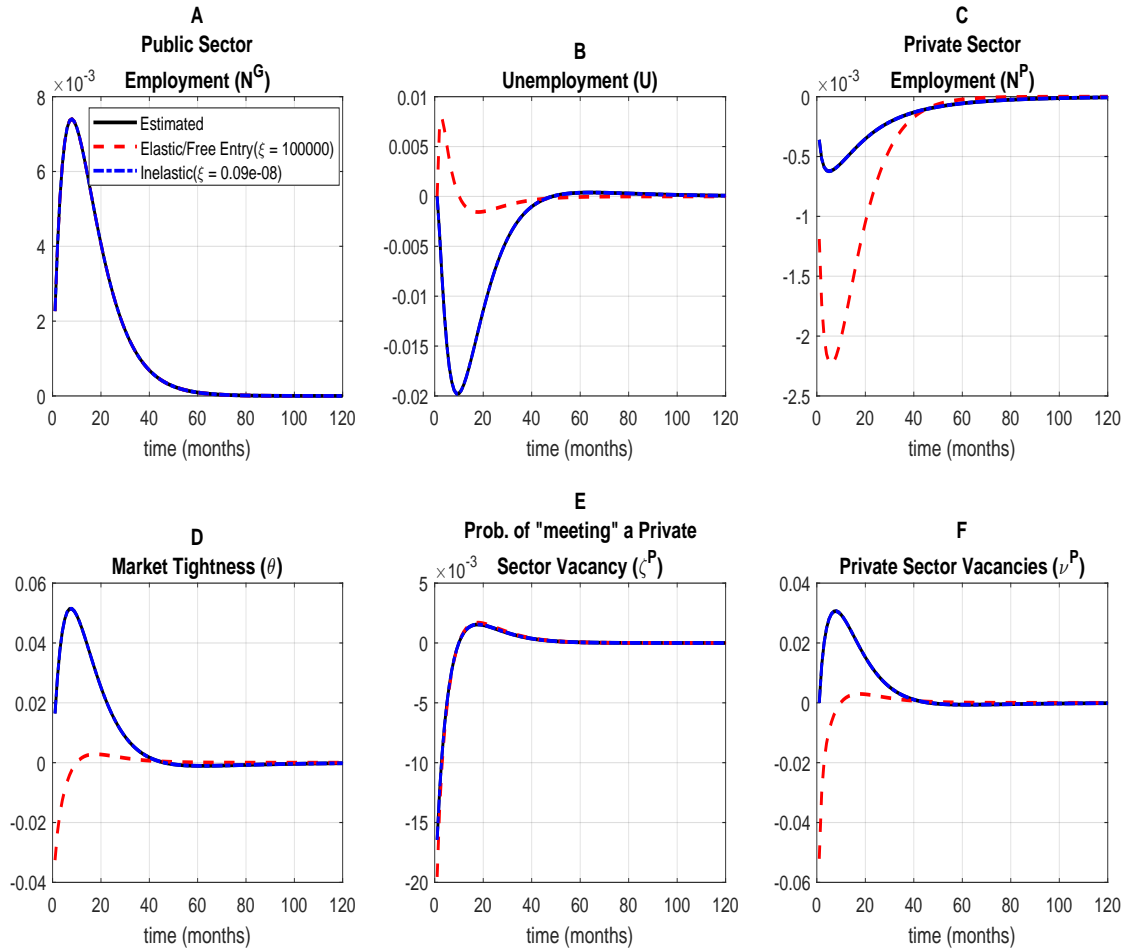 A
Public Sector
Employment (N^G)
×10^-3
8
6
4
2
0
0 20 40 60 80 100 120
time (months)
Estimated
Elastic/Free Entry(ξ = 100000)
Inelastic(ξ = 0.09e-08)
B
Unemployment (U)
0.01
0.005
0
-0.005
-0.01
-0.015
-0.02
0 20 40 60 80 100 120
time (months)
C
Private Sector
Employment (N^P)
×10^-3
0
-0.5
-1
-1.5
-2
-2.5
0 20 40 60 80 100 120
time (months)
D
Market Tightness (θ)
0.06
0.04
0.02
0
-0.02
-0.04
0 20 40 60 80 100 120
time (months)
E
Prob. of "meeting" a Private
Sector Vacancy (ζ^P)
×10^-3
5
0
-5
-10
-15
-20
0 20 40 60 80 100 120
time (months)
F
Private Sector Vacancies (ν^P)
0.04
0.02
0
-0.02
-0.04
-0.06
0 20 40 60 80 100 120
time (months)